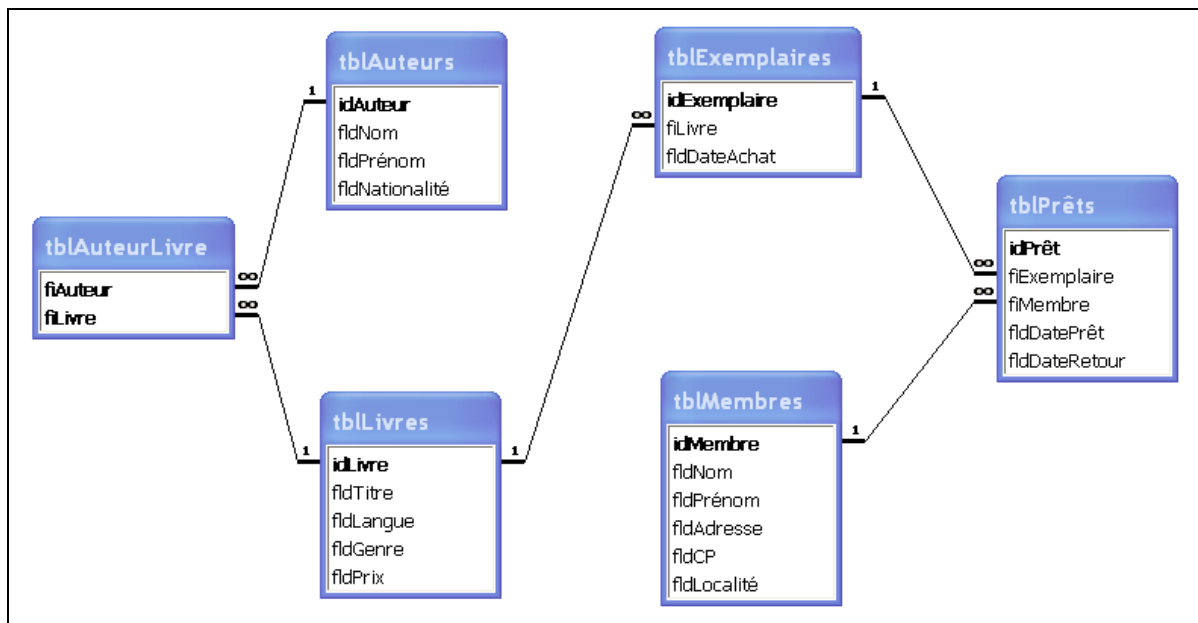 tblAuteurs
idAuteur
fldNom
fldPrénom
fldNationalité
1
tblExemplaires
idExemplaire
fiLivre
fldDateAchat
1
∞
tblAuteurLivre
fiAuteur
fiLivre
∞
∞
tblPrêts
idPrêt
fiExemplaire
fiMembre
fldDatePrêt
fldDateRetour
∞
∞
tblLivres
idLivre
fldTitre
fldLangue
fldGenre
fldPrix
1
1
tblMembres
idMembre
fldNom
fldPrénom
fldAdresse
fldCP
fldLocalité
1